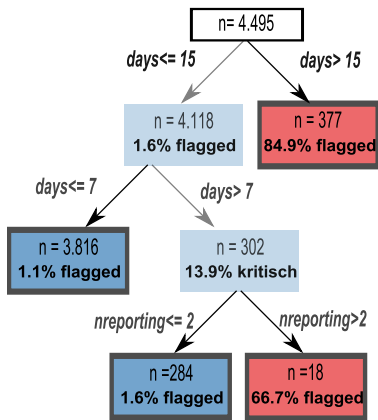 n= 4.495
days<= 15
days> 15
n = 4.118
1.6% flagged
n = 377
84.9% flagged
days<= 7
days> 7
n = 3.816
1.1% flagged
n = 302
13.9% kritisch
nreporting<= 2
nreporting>2
n =284
1.6% flagged
n =18
66.7% flagged